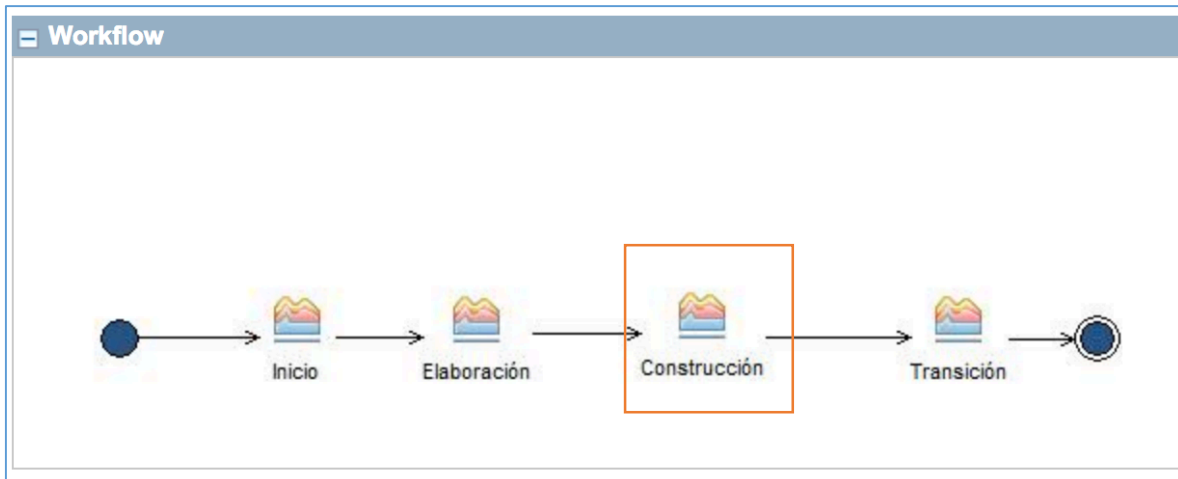 Workflow
Inicio
Elaboración
Construcción
Transición